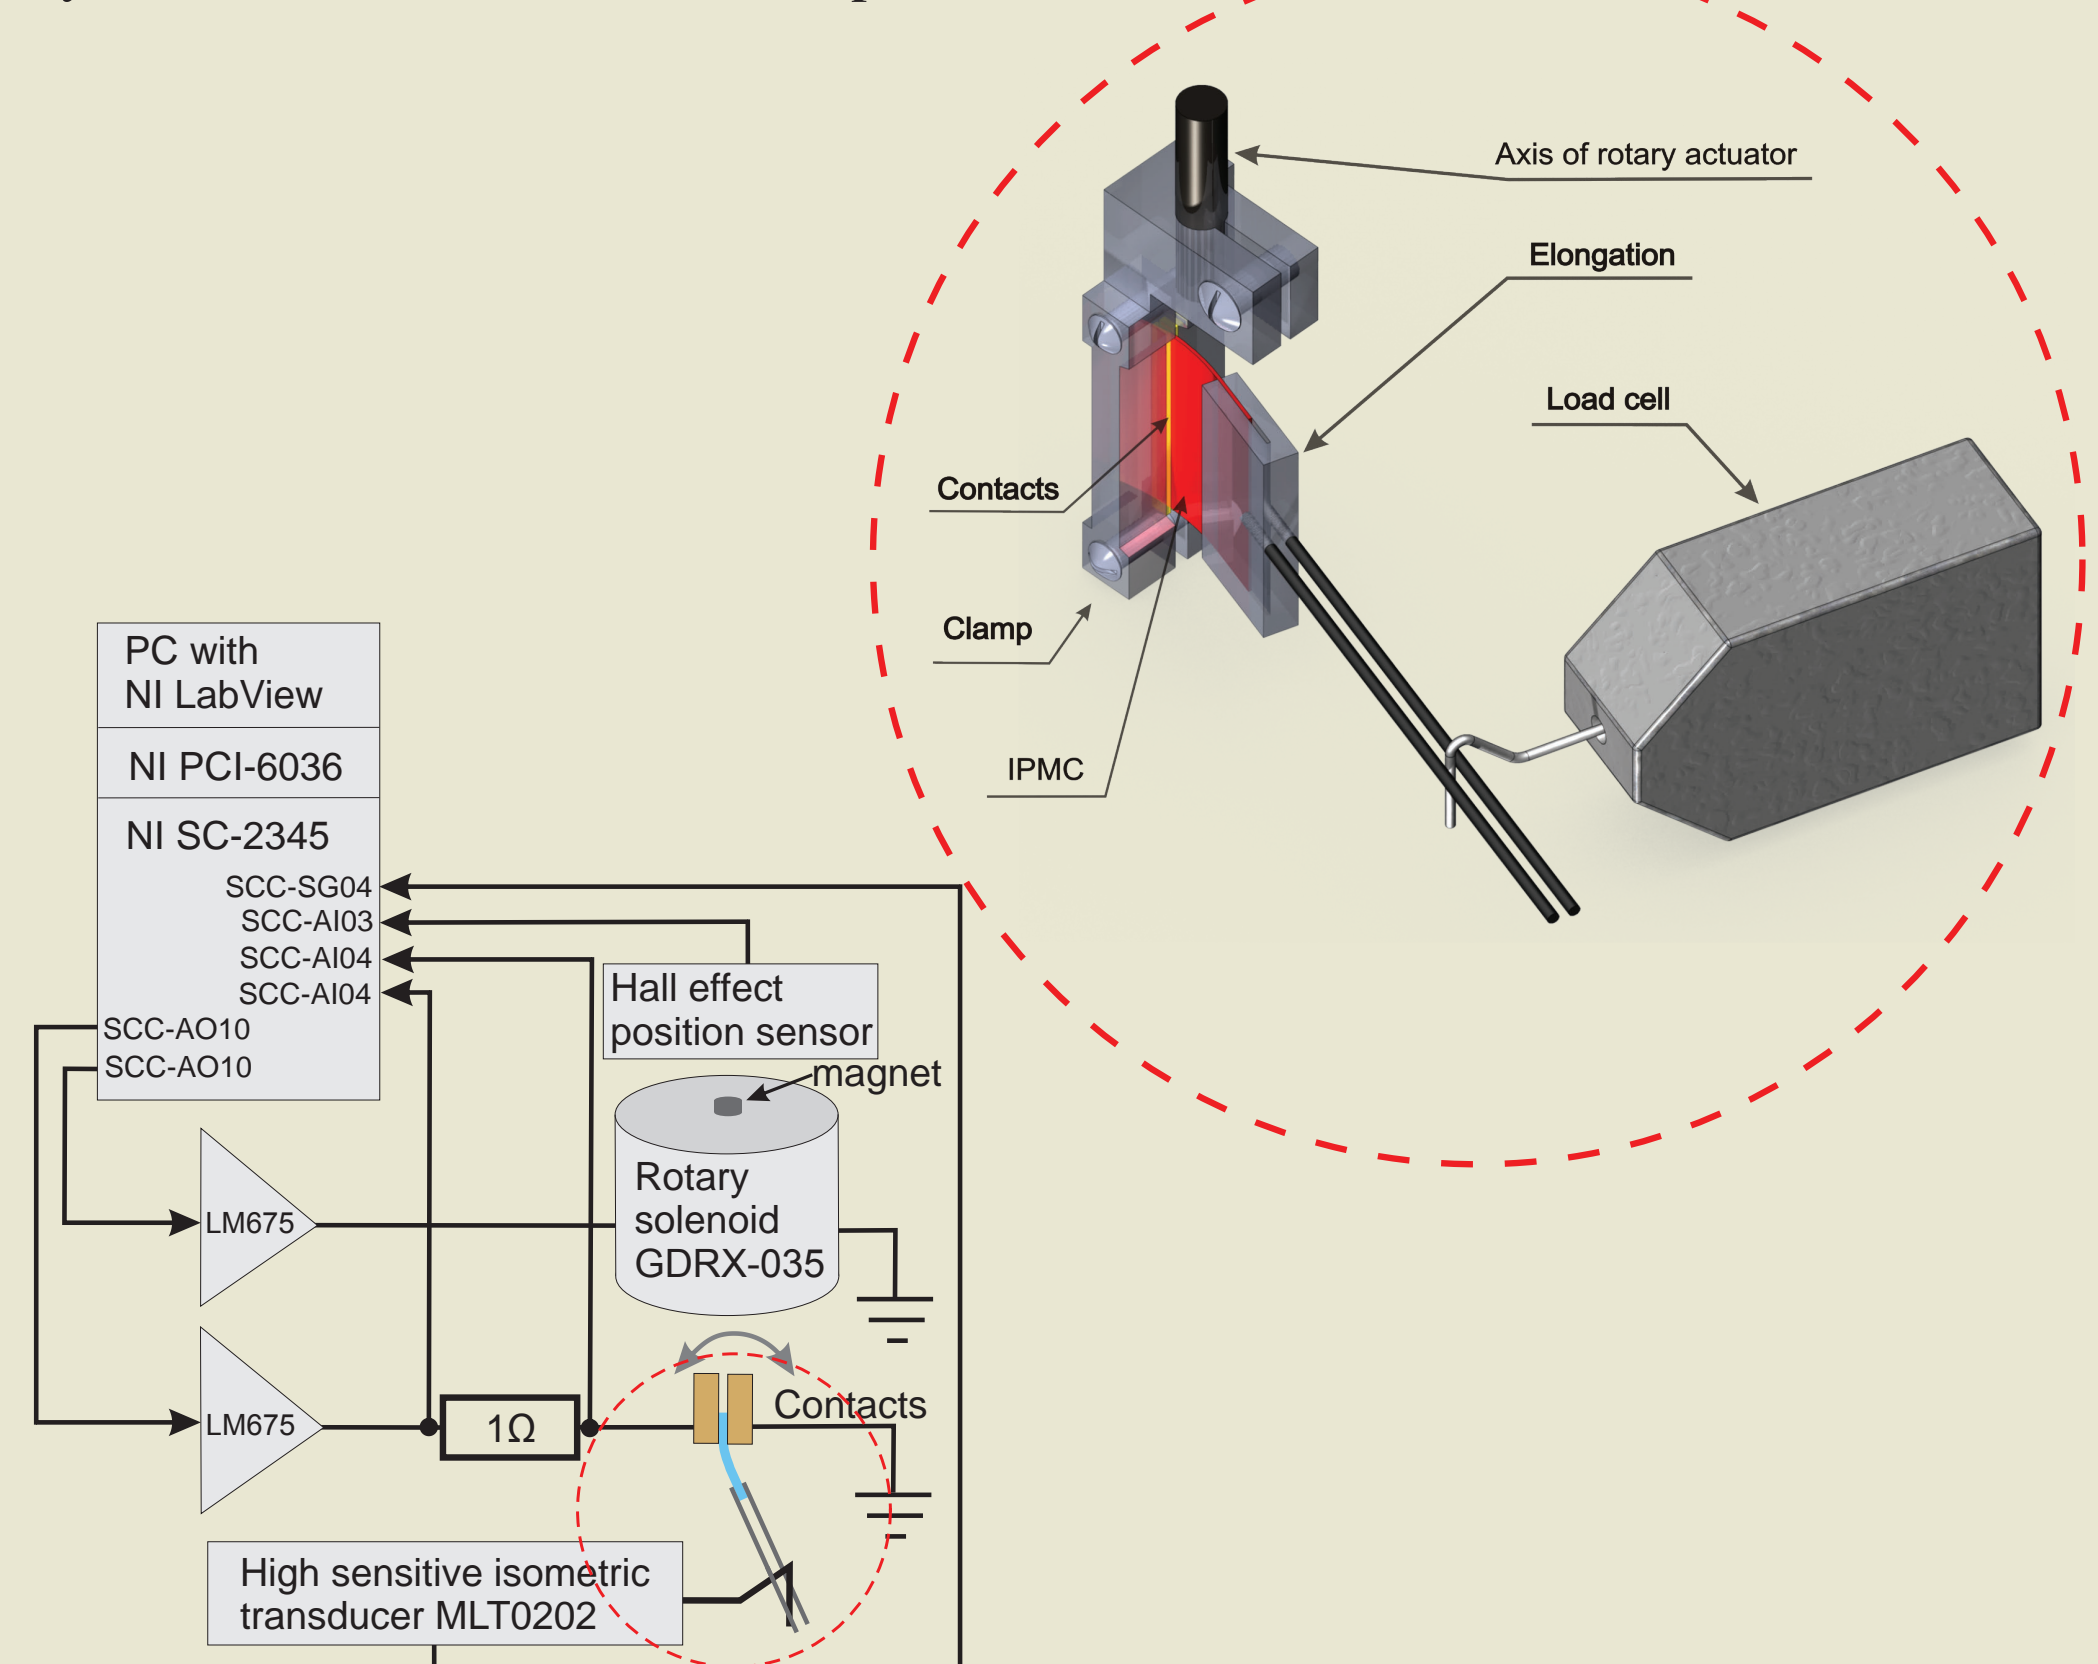 Axis of rotary actuator
Elongation
Load cell
Contacts
Clamp
IPMC
PC with
NI LabView
NI PCI-6036
NI SC-2345
SCC-SG04
SCC-AI03
SCC-AI04
SCC-AI04
SCC-AO10
SCC-AO10
Hall effect
position sensor
magnet
Rotary
solenoid
GDRX-035
LM675
LM675
1Ω
Contacts
High sensitive isometric
transducer MLT0202